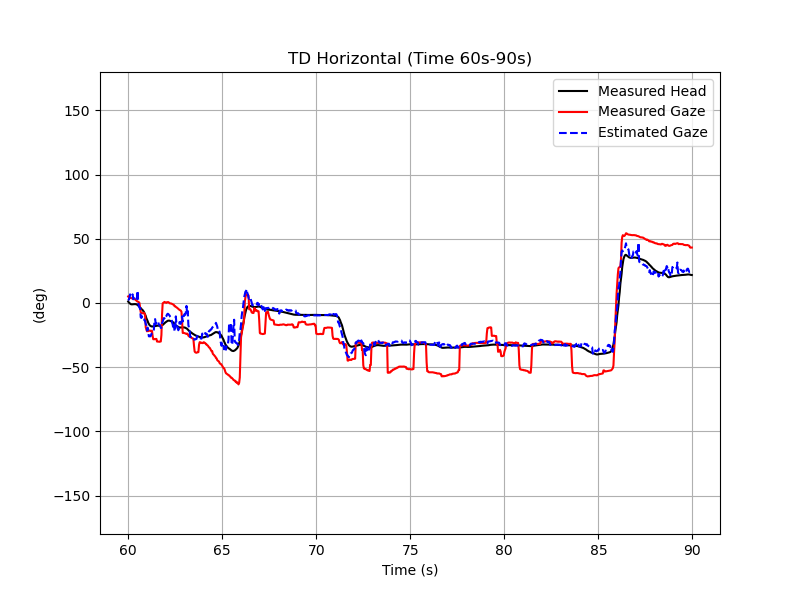 TD Horizontal (Time 60s-90s)
Measured Head
Measured Gaze
Estimated Gaze
150
100
50
0
−50
−100
−150
(deg)
60 65 70 75 80 85 90
Time (s)